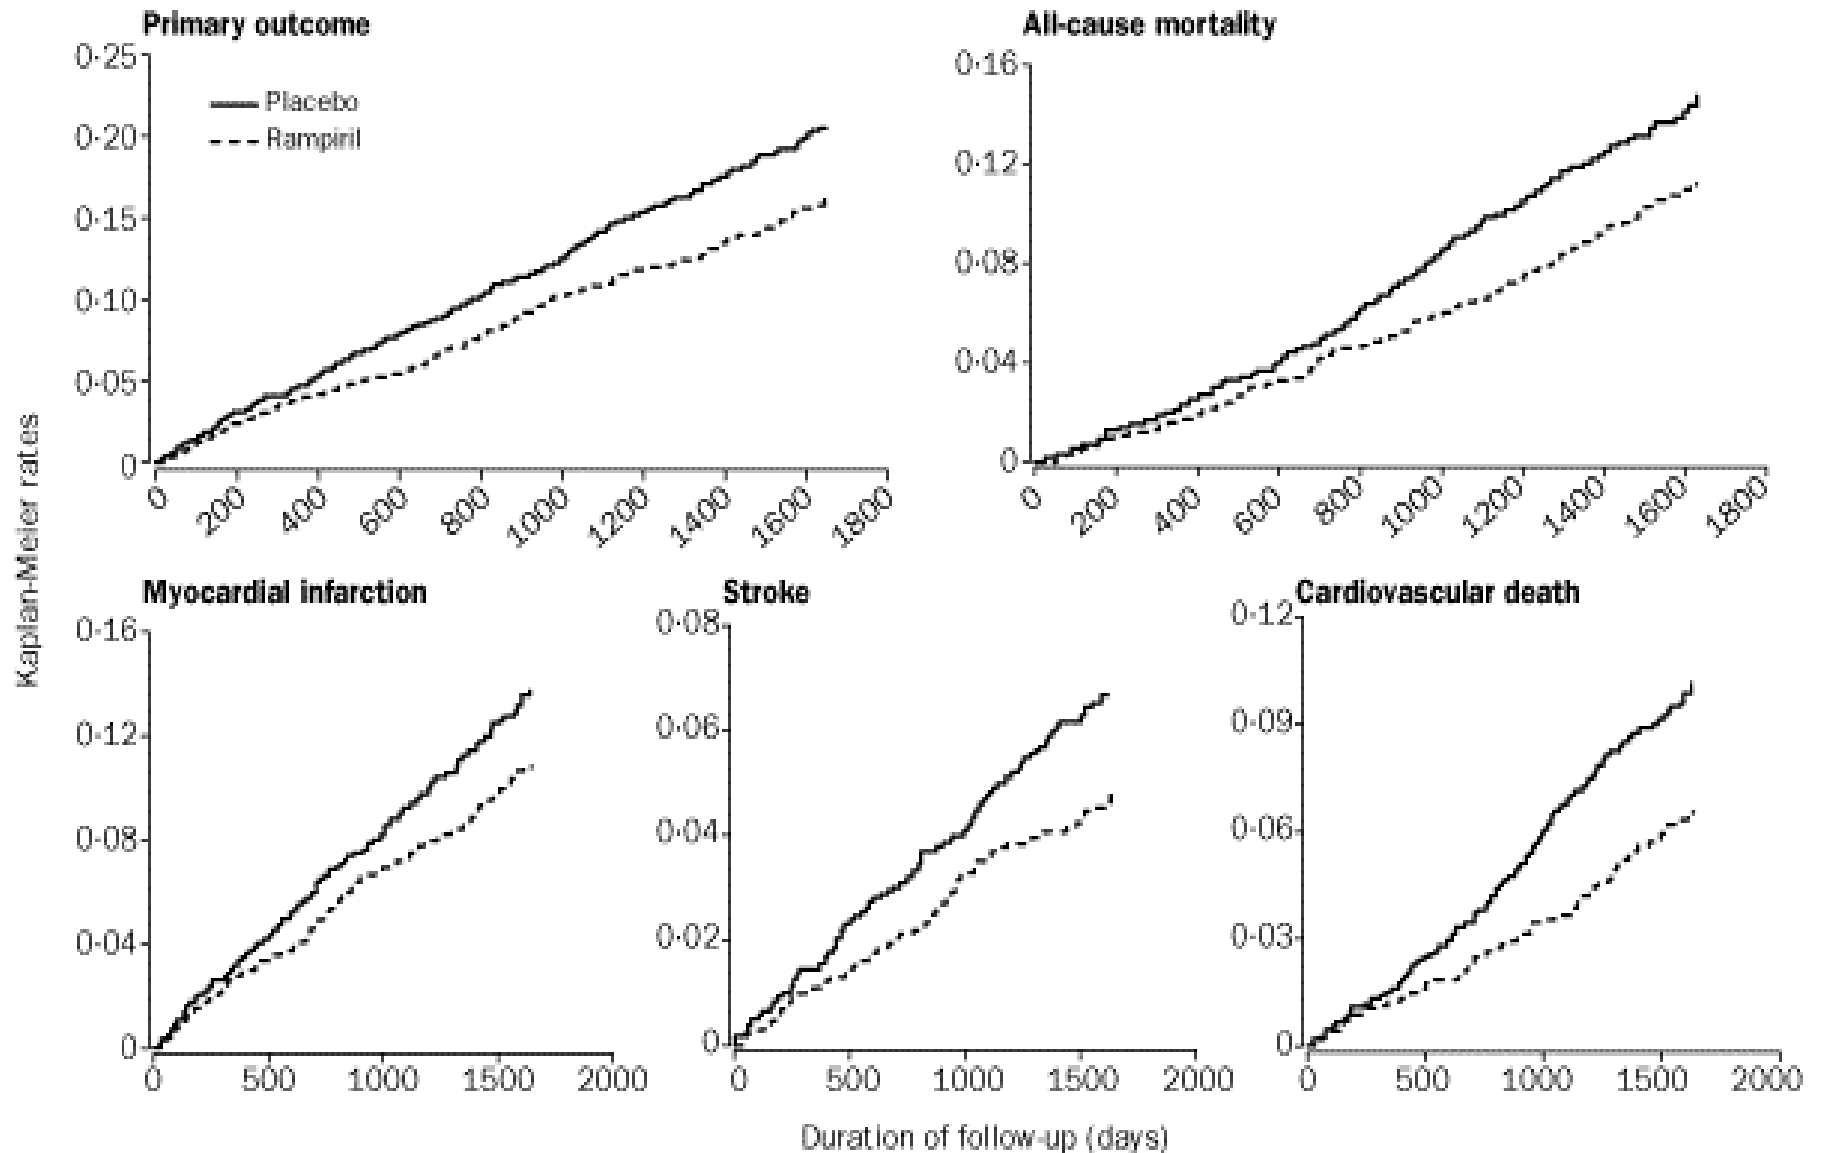 Primary outcome
0·25
0·20
0·15
0·10
0·05
0
Placebo
Rampiril
0 200 400 600 800 1000 1200 1400 1600 1800
All-cause mortality
0·16
0·12
0·08
0·04
0
0 200 400 600 800 1000 1200 1400 1600 1800
Kaplan-Meier rates
Myocardial infarction
0·16
0·12
0·08
0·04
0
0 500 1000 1500 2000
Stroke
0·08
0·06
0·04
0·02
0
0 500 1000 1500 2000
Cardiovascular death
0·12
0·09
0·06
0·03
0
0 500 1000 1500 2000
Duration of follow-up (days)